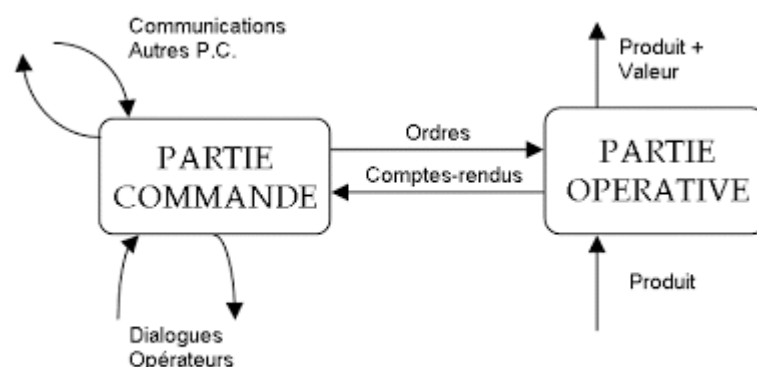 Communications
Autres P.C.
Produit +
Valeur
PARTIE
COMMANDE
Ordres
Comptes-rendus
PARTIE
OPERATIVE
Produit
Dialogues
Opérateurs